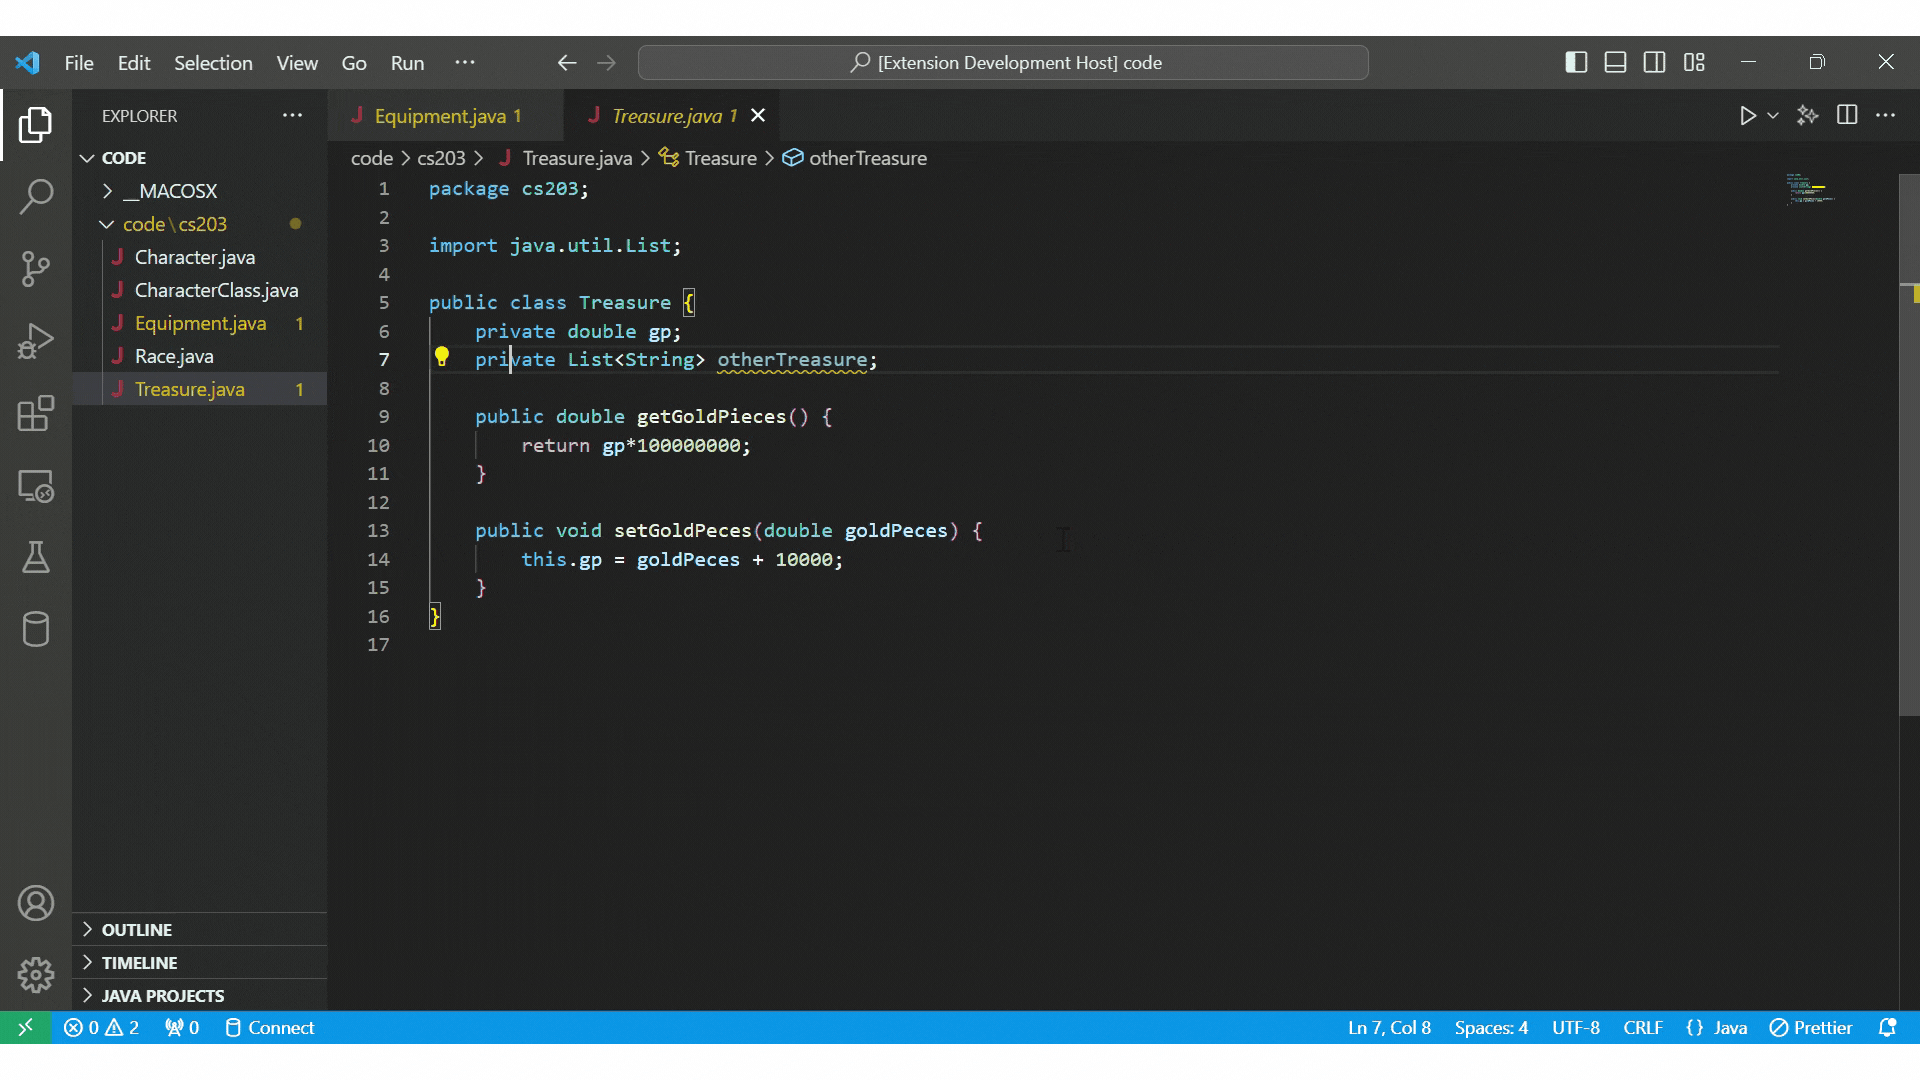 File Edit Selection View Go Run ···
[Extension Development Host] code
EXPLORER ···
CODE
__MACOSX
code\cs203
J Character.java
J CharacterClass.java
J Equipment.java 1
J Race.java
J Treasure.java 1
OUTLINE
TIMELINE
JAVA PROJECTS
J Equipment.java 1
J Treasure.java 1
code > cs203 > J Treasure.java > Treasure > otherTreasure
1 package cs203;
2
3 import java.util.List;
4
5 public class Treasure {
6 private double gp;
7 private List<String> otherTreasure;
8
9 public double getGoldPieces() {
10 return gp*100000000;
11 }
12
13 public void setGoldPeces(double goldPeces) {
14 this.gp = goldPeces + 10000;
15 }
16 }
17
0 2 0 Connect
Ln 7, Col 8 Spaces: 4 UTF-8 CRLF {} Java Prettier